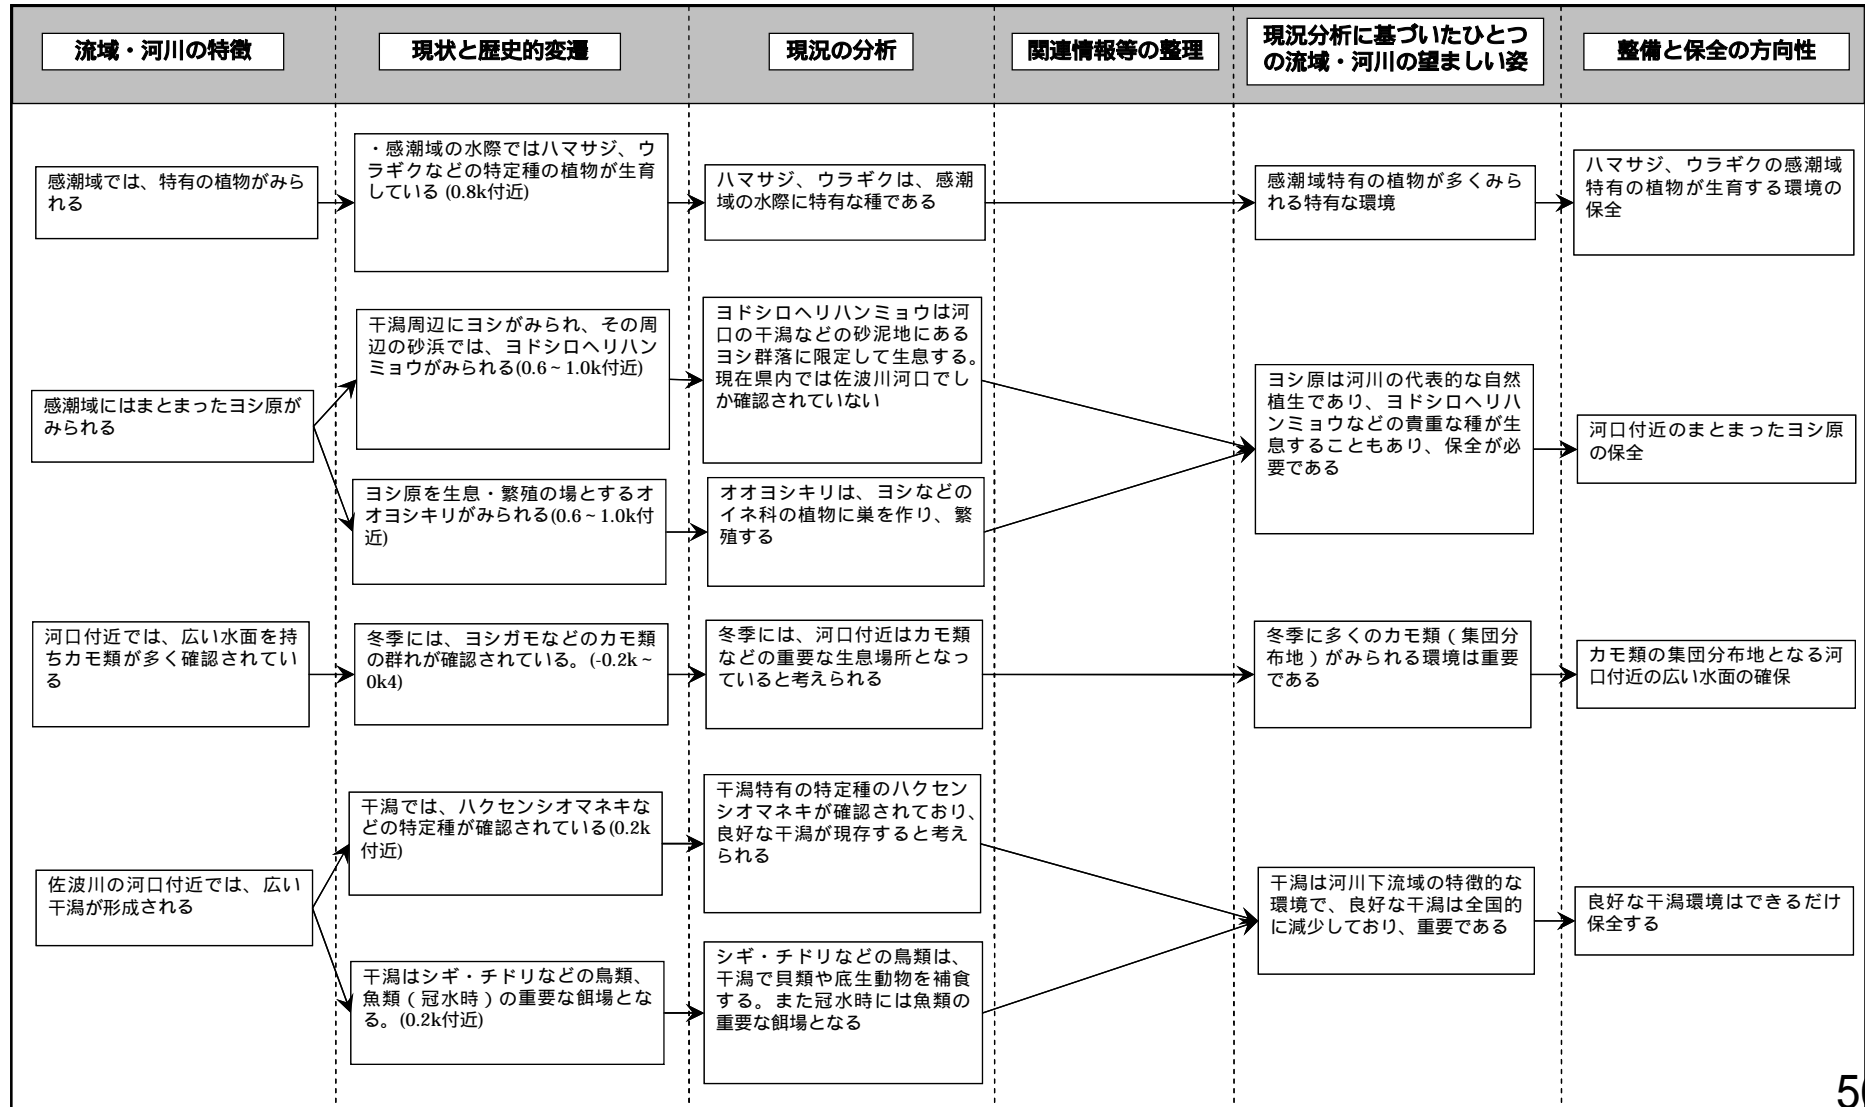 流域・河川の特徴
現状と歴史的変遷
現況の分析
関連情報等の整理
現況分析に基づいたひとつ
の流域・河川の望ましい姿
整備と保全の方向性
感潮域では、特有の植物がみら
れる
・感潮域の水際ではハマサジ、ウ
ラギクなどの特定種の植物が生育
している (0.8k付近)
ハマサジ、ウラギクは、感潮
域の水際に特有な種である
感潮域特有の植物が多くみら
れる特有な環境
ハマサジ、ウラギクの感潮域
特有の植物が生育する環境の
保全
感潮域にはまとまったヨシ原が
みられる
干潟周辺にヨシがみられ、その周
辺の砂浜では、ヨドシロヘリハン
ミョウがみられる(0.6~1.0k付近)
ヨドシロヘリハンミョウは河
口の干潟などの砂泥地にある
ヨシ群落に限定して生息する。
現在県内では佐波川河口でし
か確認されていない
ヨシ原を生息・繁殖の場とするオ
オヨシキリがみられる(0.6~1.0k付
近)
オオヨシキリは、ヨシなどの
イネ科の植物に巣を作り、繁
殖する
ヨシ原は河川の代表的な自然
植生であり、ヨドシロヘリハ
ンミョウなどの貴重な種が生
息することもあり、保全が必
要である
河口付近のまとまったヨシ原
の保全
河口付近では、広い水面を持
ちカモ類が多く確認されてい
る
冬季には、ヨシガモなどのカモ類
の群れが確認されている。(-0.2k~
0k4)
冬季には、河口付近はカモ類
などの重要な生息場所となっ
ていると考えられる
冬季に多くのカモ類(集団分
布地)がみられる環境は重要
である
カモ類の集団分布地となる河
口付近の広い水面の確保
佐波川の河口付近では、広い
干潟が形成される
干潟では、ハクセンシオマネキな
どの特定種が確認されている(0.2k
付近)
干潟特有の特定種のハクセン
シオマネキが確認されており、
良好な干潟が現存すると考え
られる
干潟はシギ・チドリなどの鳥類、
魚類(冠水時)の重要な餌場とな
る。(0.2k付近)
シギ・チドリなどの鳥類は、
干潟で貝類や底生動物を補食
する。また冠水時には魚類の
重要な餌場となる
干潟は河川下流域の特徴的な
環境で、良好な干潟は全国的
に減少しており、重要である
良好な干潟環境はできるだけ
保全する